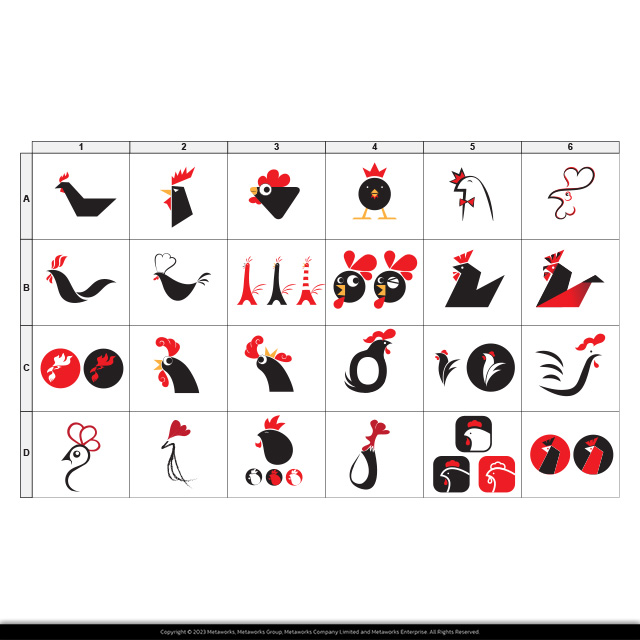 1 2 3 4 5 6
A
B
C
D
Copyright © 2023 Metaworks, Metaworks Group, Metaworks Company Limited and Metaworks Enterprise. All Rights Reserved.